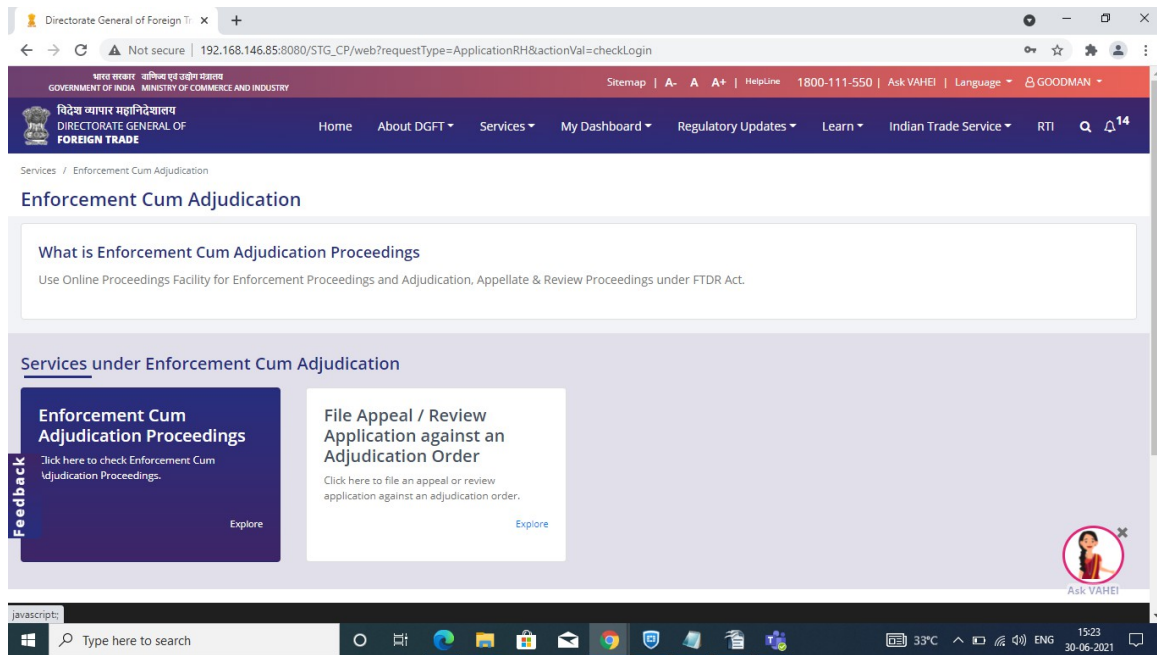 Directorate General of Foreign Tr
Not secure | 192.168.146.85:8080/STG_CP/web?requestType=ApplicationRH&actionVal=checkLogin
भारत सरकार वाणिज्य एवं उद्योग मंत्रालय
GOVERNMENT OF INDIA MINISTRY OF COMMERCE AND INDUSTRY
Sitemap | A- A A+ | HelpLine 1800-111-550 | Ask VAHEI | Language GOODMAN
विदेश व्यापार महानिदेशालय
DIRECTORATE GENERAL OF
FOREIGN TRADE
Home About DGFT Services My Dashboard Regulatory Updates Learn Indian Trade Service RTI 14
Services / Enforcement Cum Adjudication
Enforcement Cum Adjudication
What is Enforcement Cum Adjudication Proceedings
Use Online Proceedings Facility for Enforcement Proceedings and Adjudication, Appellate & Review Proceedings under FTDR Act.
Services under Enforcement Cum Adjudication
Enforcement Cum
Adjudication Proceedings
Click here to check Enforcement Cum
Adjudication Proceedings.
Explore
File Appeal / Review
Application against an
Adjudication Order
Click here to file an appeal or review
application against an adjudication order.
Explore
Feedback
Ask VAHEI
javascript:;
Type here to search
33°C ENG
15:23
30-06-2021